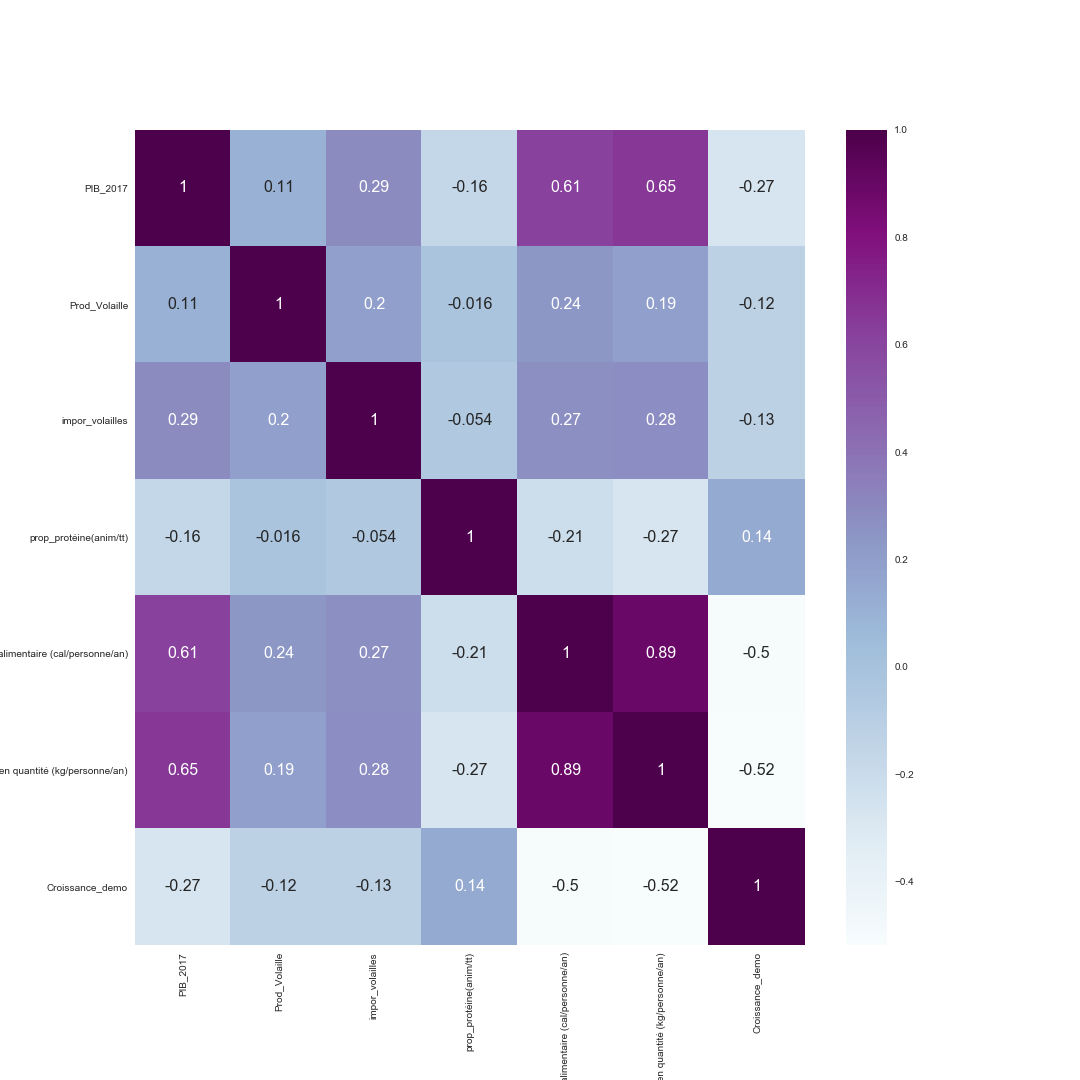 PIB_2017 1 0.11 0.29 -0.16 0.61 0.65 -0.27
Prod_Volaille 0.11 1 0.2 -0.016 0.24 0.19 -0.12
impor_volailles 0.29 0.2 1 -0.054 0.27 0.28 -0.13
prop_protéine(anim/tt) -0.16 -0.016 -0.054 1 -0.21 -0.27 0.14
alimentaire (cal/personne/an) 0.61 0.24 0.27 -0.21 1 0.89 -0.5
en quantité (kg/personne/an) 0.65 0.19 0.28 -0.27 0.89 1 -0.52
Croissance_demo -0.27 -0.12 -0.13 0.14 -0.5 -0.52 1
PIB_2017
Prod_Volaille
impor_volailles
prop_protéine(anim/tt)
alimentaire (cal/personne/an)
en quantité (kg/personne/an)
Croissance_demo
1.0
0.8
0.6
0.4
0.2
0.0
−0.2
−0.4